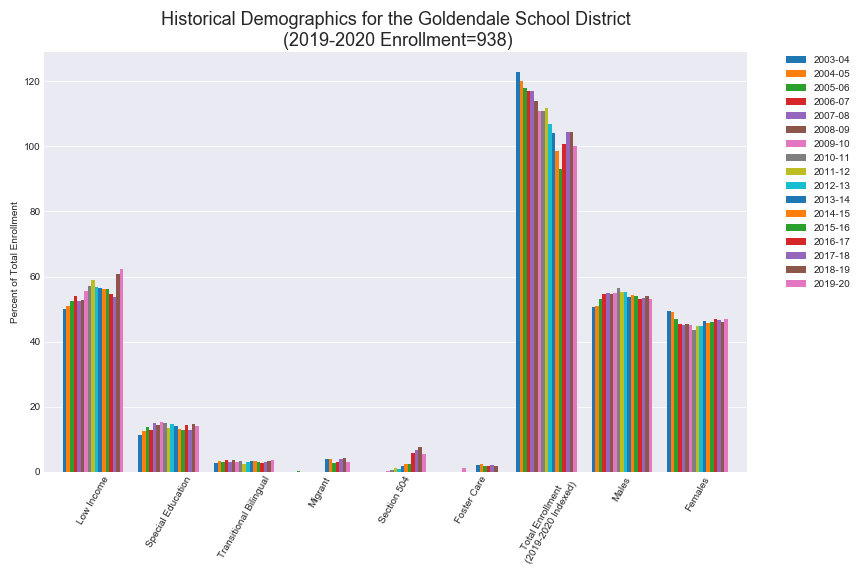 Historical Demographics for the Goldendale School District
(2019-2020 Enrollment=938)
Percent of Total Enrollment
120
100
80
60
40
20
0
Low Income
Special Education
Transitional Bilingual
Migrant
Section 504
Foster Care
Total Enrollment
(2019-2020 Indexed)
Males
Females
2003-04
2004-05
2005-06
2006-07
2007-08
2008-09
2009-10
2010-11
2011-12
2012-13
2013-14
2014-15
2015-16
2016-17
2017-18
2018-19
2019-20